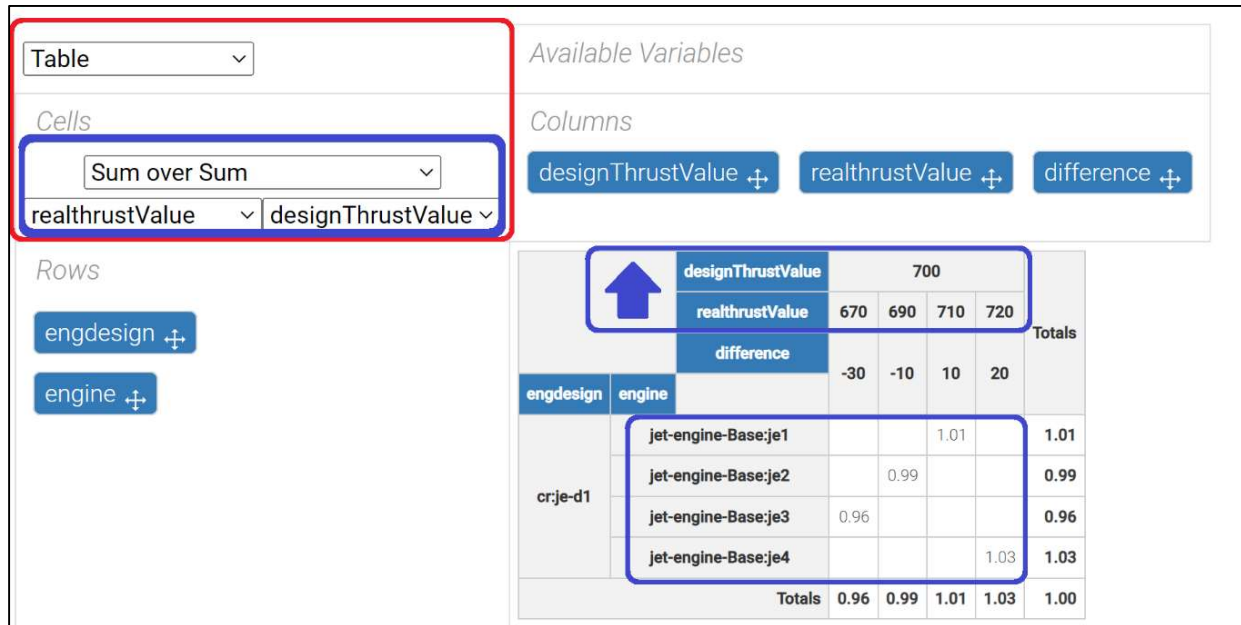 Table
Available Variables
Cells
Sum over Sum
realthrustValue designThrustValue
Columns
designThrustValue realthrustValue difference
Rows
engdesign
engine
designThrustValue 700 Totals
realthrustValue 670 690 710 720
difference -30 -10 10 20
engdesign engine
cr:je-d1
jet-engine-Base:je1 1.01 1.01
jet-engine-Base:je2 0.99 0.99
jet-engine-Base:je3 0.96 0.96
jet-engine-Base:je4 1.03 1.03
Totals 0.96 0.99 1.01 1.03 1.00